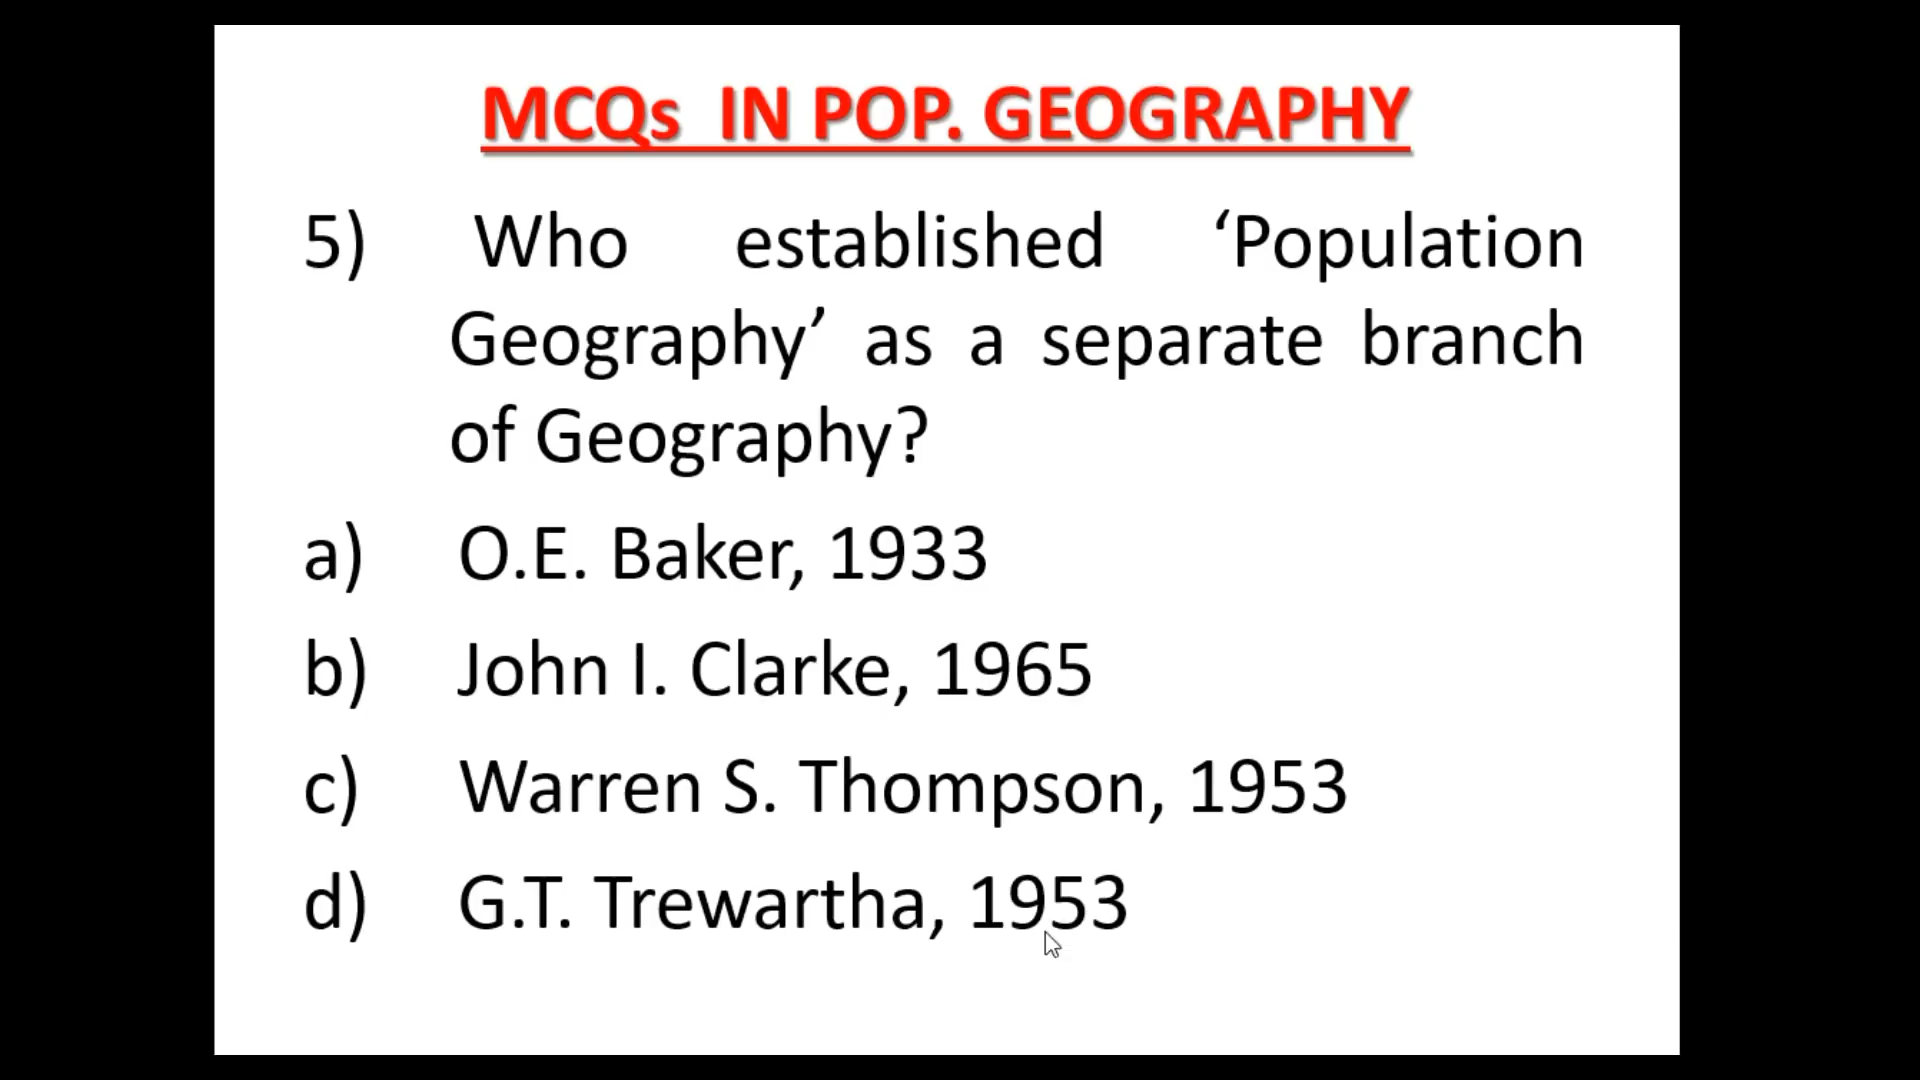 MCQs IN POP. GEOGRAPHY
5) Who established ‘Population
Geography’ as a separate branch
of Geography?
a) O.E. Baker, 1933
b) John I. Clarke, 1965
c) Warren S. Thompson, 1953
d) G.T. Trewartha, 1953